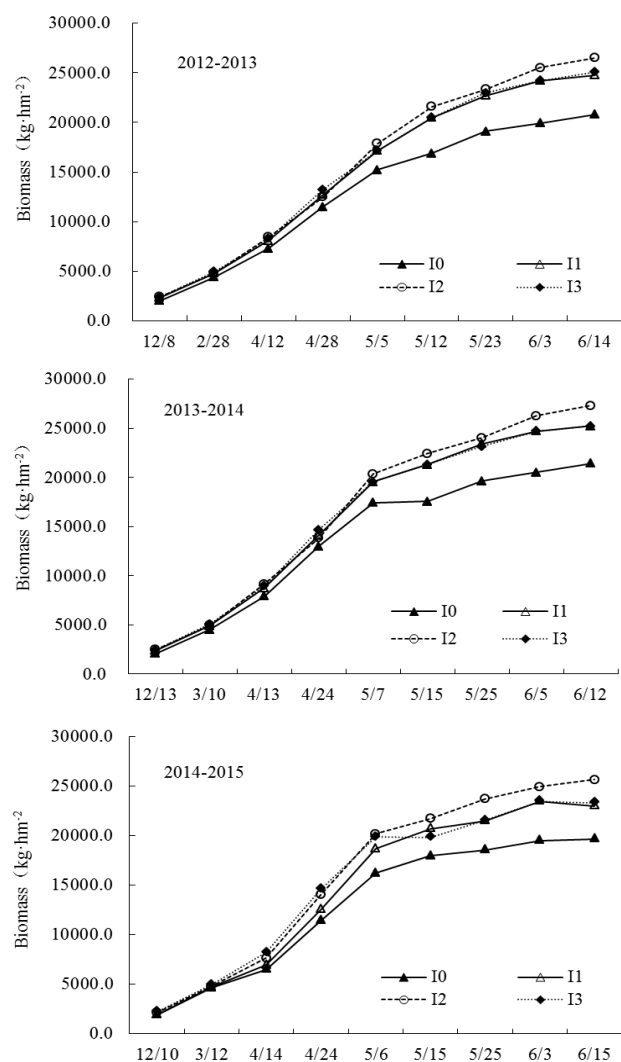 30000.0
25000.0
20000.0
15000.0
10000.0
5000.0
0.0
Biomass（kg·hm-2）
2012-2013
I0 I1
I2 I3
12/8 2/28 4/12 4/28 5/5 5/12 5/23 6/3 6/14
30000.0
25000.0
20000.0
15000.0
10000.0
5000.0
0.0
Biomass（kg·hm-2）
2013-2014
I0 I1
I2 I3
12/13 3/10 4/13 4/24 5/7 5/15 5/25 6/5 6/12
30000.0
25000.0
20000.0
15000.0
10000.0
5000.0
0.0
Biomass（kg·hm-2
2014-2015
I0 I1
I2 I3
12/10 3/12 4/14 4/24 5/6 5/15 5/25 6/3 6/15